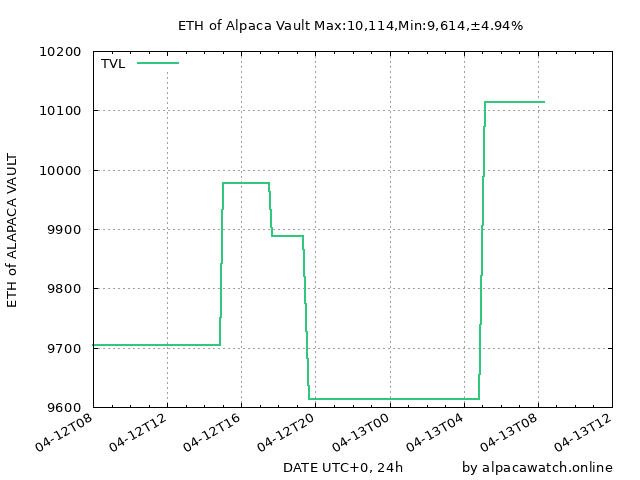 ETH of Alpaca Vault Max:10,114,Min:9,614,±4.94%
10200
TVL
10100
10000
9900
9800
9700
9600
ETH of ALAPACA VAULT
04-12T08
04-12T12
04-12T16
04-12T20
04-13T00
04-13T04
04-13T08
04-13T12
DATE UTC+0, 24h
by alpacawatch.online